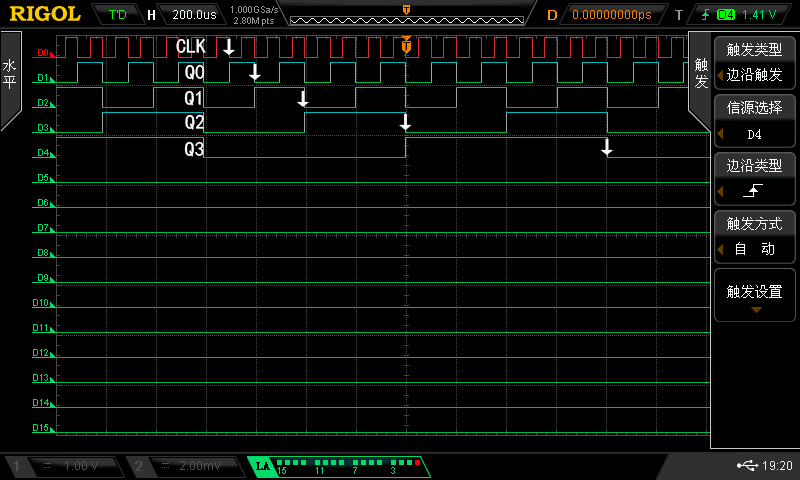 RIGOL T'D H 200.0us 1.000GSa/s 2.80M pts T D 0.00000000ps T D4 1.41 V
水平
触发
T
D0 CLK
D1 Q0
D2 Q1
D3 Q2
D4 Q3
D5
D6
D7
D8
D9
D10
D11
D12
D13
D14
D15
触发类型
边沿触发
信源选择
D4
边沿类型
触发方式
自 动
触发设置
1 1.00 V 2 2.00mV LA 15 11 7 3 19:20